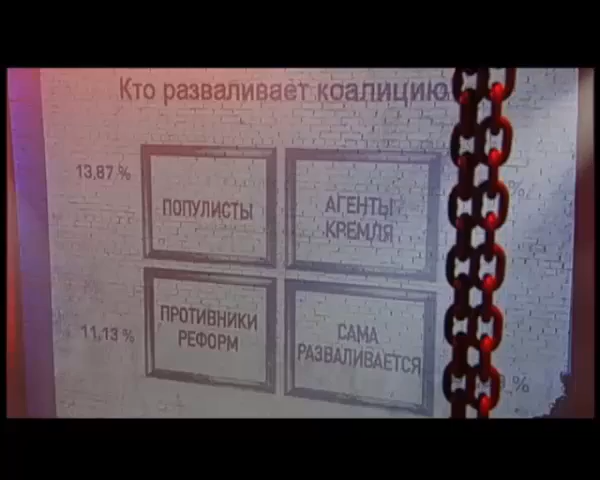 Кто разваливает коалицию
13,87 %
ПОПУЛИСТЫ
АГЕНТЫ
КРЕМЛЯ
%
11,13 %
ПРОТИВНИКИ
РЕФОРМ
САМА
РАЗВАЛИВАЕТСЯ
%